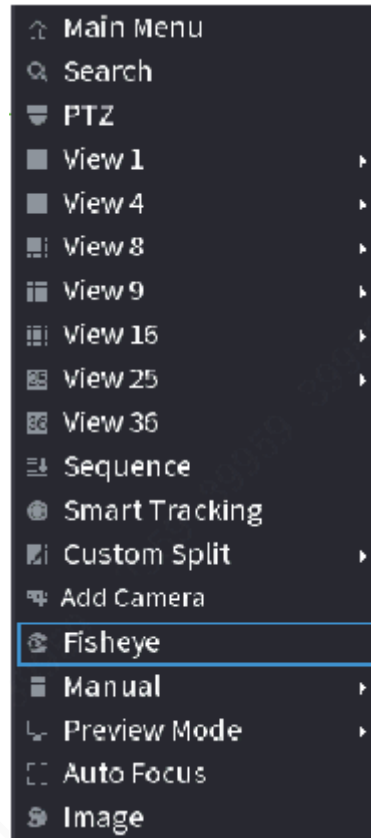 Main Menu
Search
PTZ
View 1
View 4
View 8
View 9
View 16
View 25
View 36
Sequence
Smart Tracking
Custom Split
Add Camera
Fisheye
Manual
Preview Mode
Auto Focus
Image